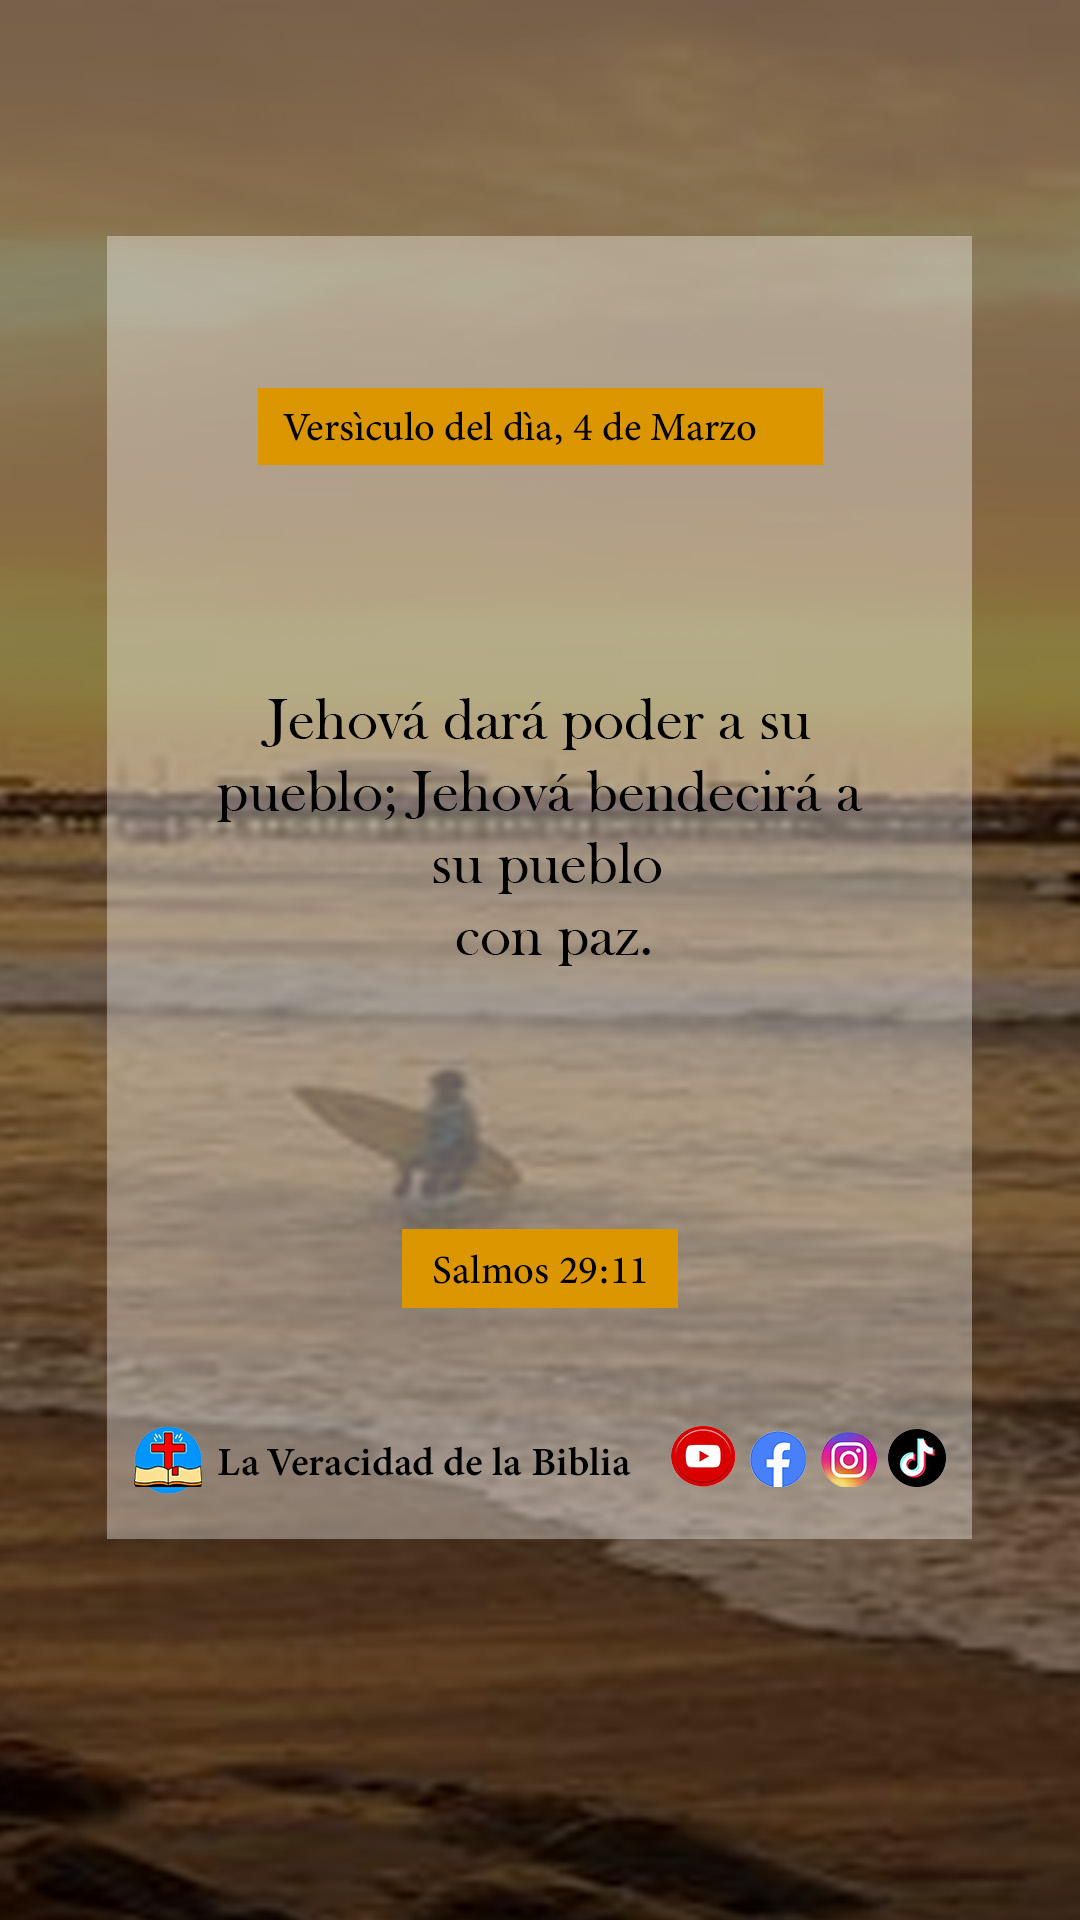 Versìculo del dìa, 4 de Marzo
Jehová dará poder a su
pueblo; Jehová bendecirá a
su pueblo
con paz.
Salmos 29:11
La Veracidad de la Biblia